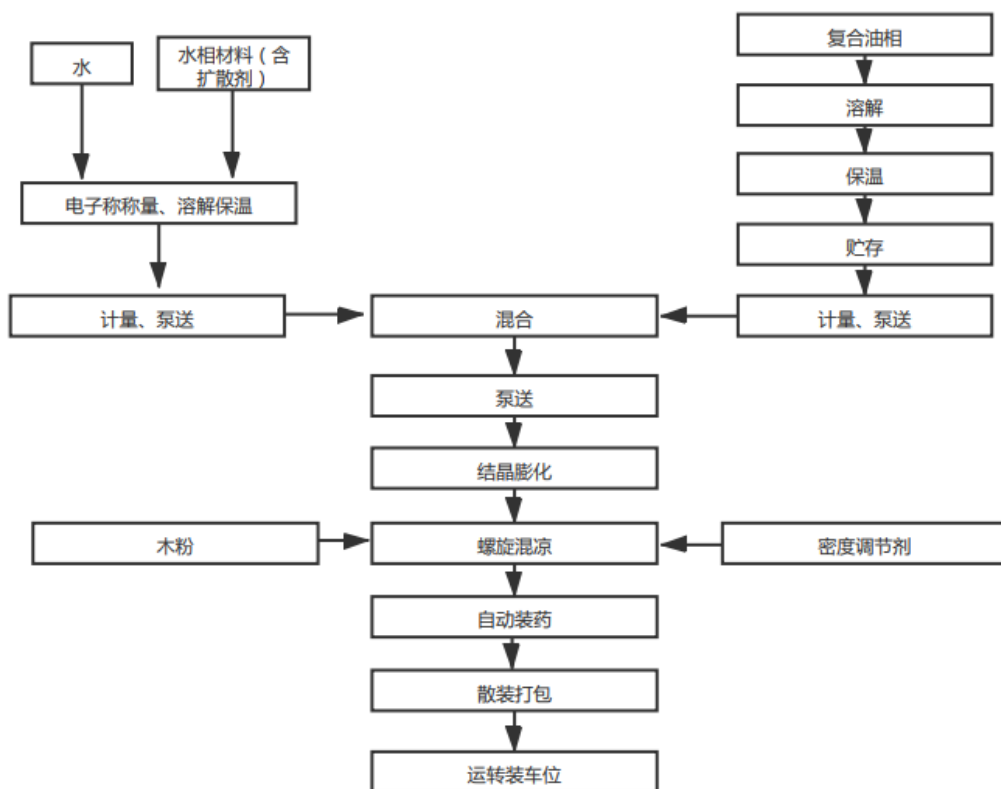 水
水相材料（含
扩散剂）
电子称称量、溶解保温
计量、泵送
复合油相
溶解
保温
贮存
计量、泵送
混合
泵送
结晶膨化
木粉
螺旋混凉
密度调节剂
自动装药
散装打包
运转装车位